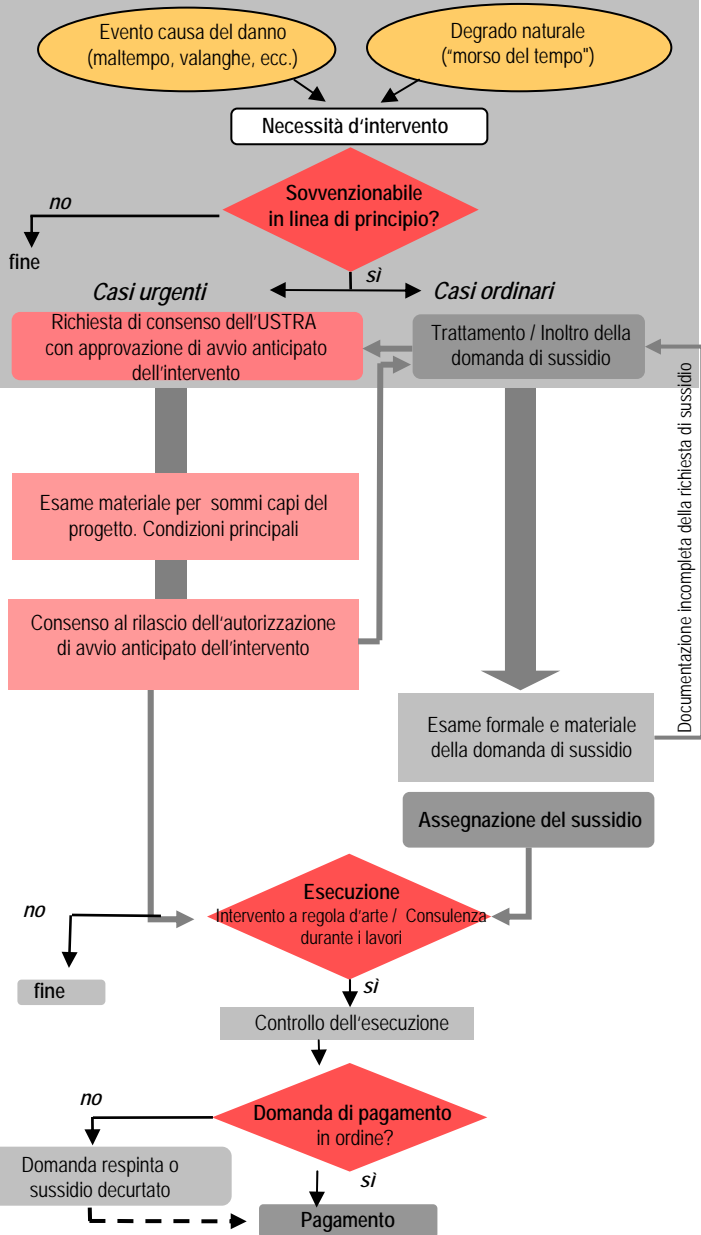 Evento causa del danno
(maltempo, valanghe, ecc.)
Degrado naturale
(“morso del tempo")
Necessità d'intervento
Sovvenzionabile
in linea di principio?
no
fine
sì
Casi urgenti
Casi ordinari
Richiesta di consenso dell'USTRA
con approvazione di avvio anticipato
dell'intervento
Trattamento / Inoltro della
domanda di sussidio
Documentazione incompleta della richiesta di sussidio
Esame materiale per sommi capi del
progetto. Condizioni principali
Consenso al rilascio dell'autorizzazione
di avvio anticipato dell'intervento
Esame formale e materiale
della domanda di sussidio
Assegnazione del sussidio
Esecuzione
Intervento a regola d'arte / Consulenza
durante i lavori
no
fine
sì
Controllo dell'esecuzione
Domanda di pagamento
in ordine?
no
Domanda respinta o
sussidio decurtato
sì
Pagamento